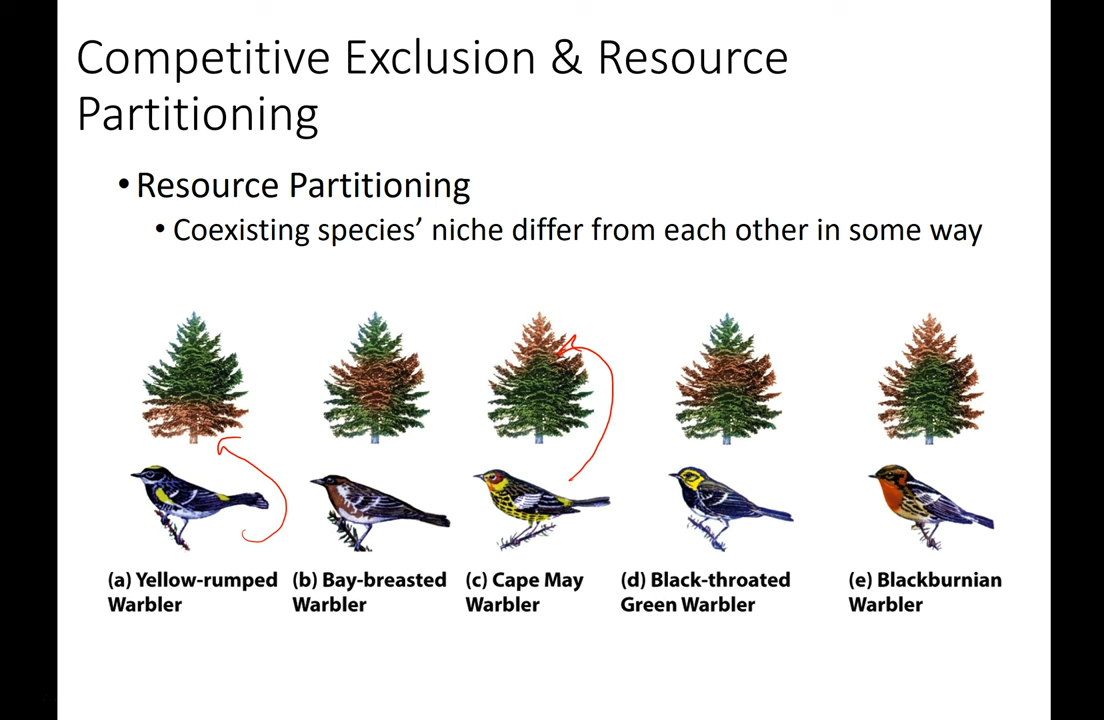 Competitive Exclusion & Resource
Partitioning
• Resource Partitioning
• Coexisting species’ niche differ from each other in some way
(a) Yellow-rumped
Warbler
(b) Bay-breasted
Warbler
(c) Cape May
Warbler
(d) Black-throated
Green Warbler
(e) Blackburnian
Warbler